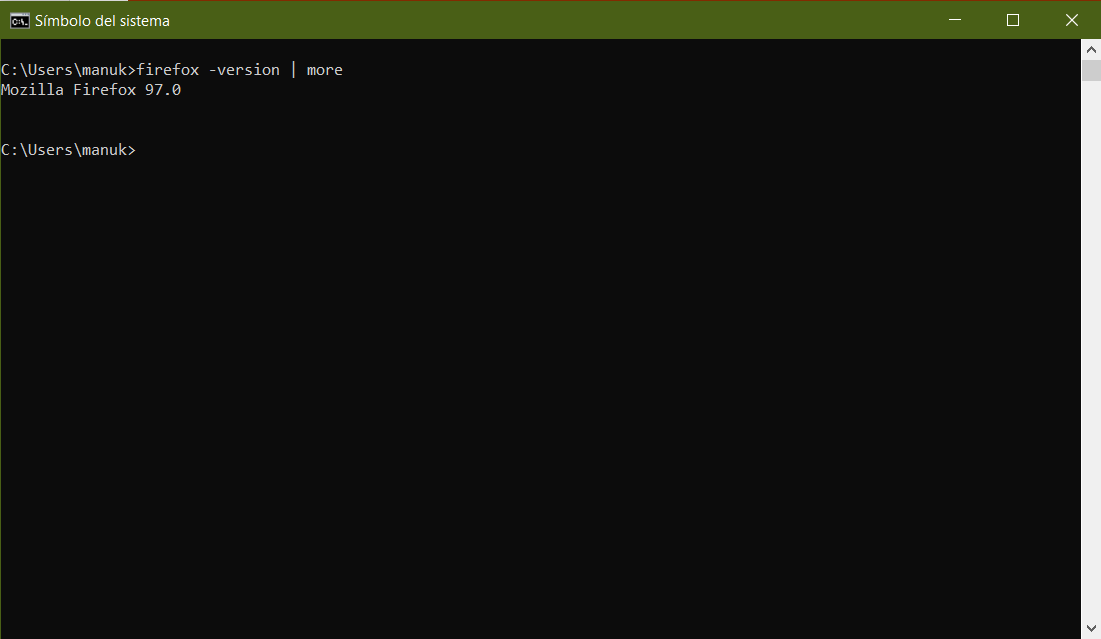 Símbolo del sistema
C:\Users\manuk>firefox -version | more
Mozilla Firefox 97.0
C:\Users\manuk>